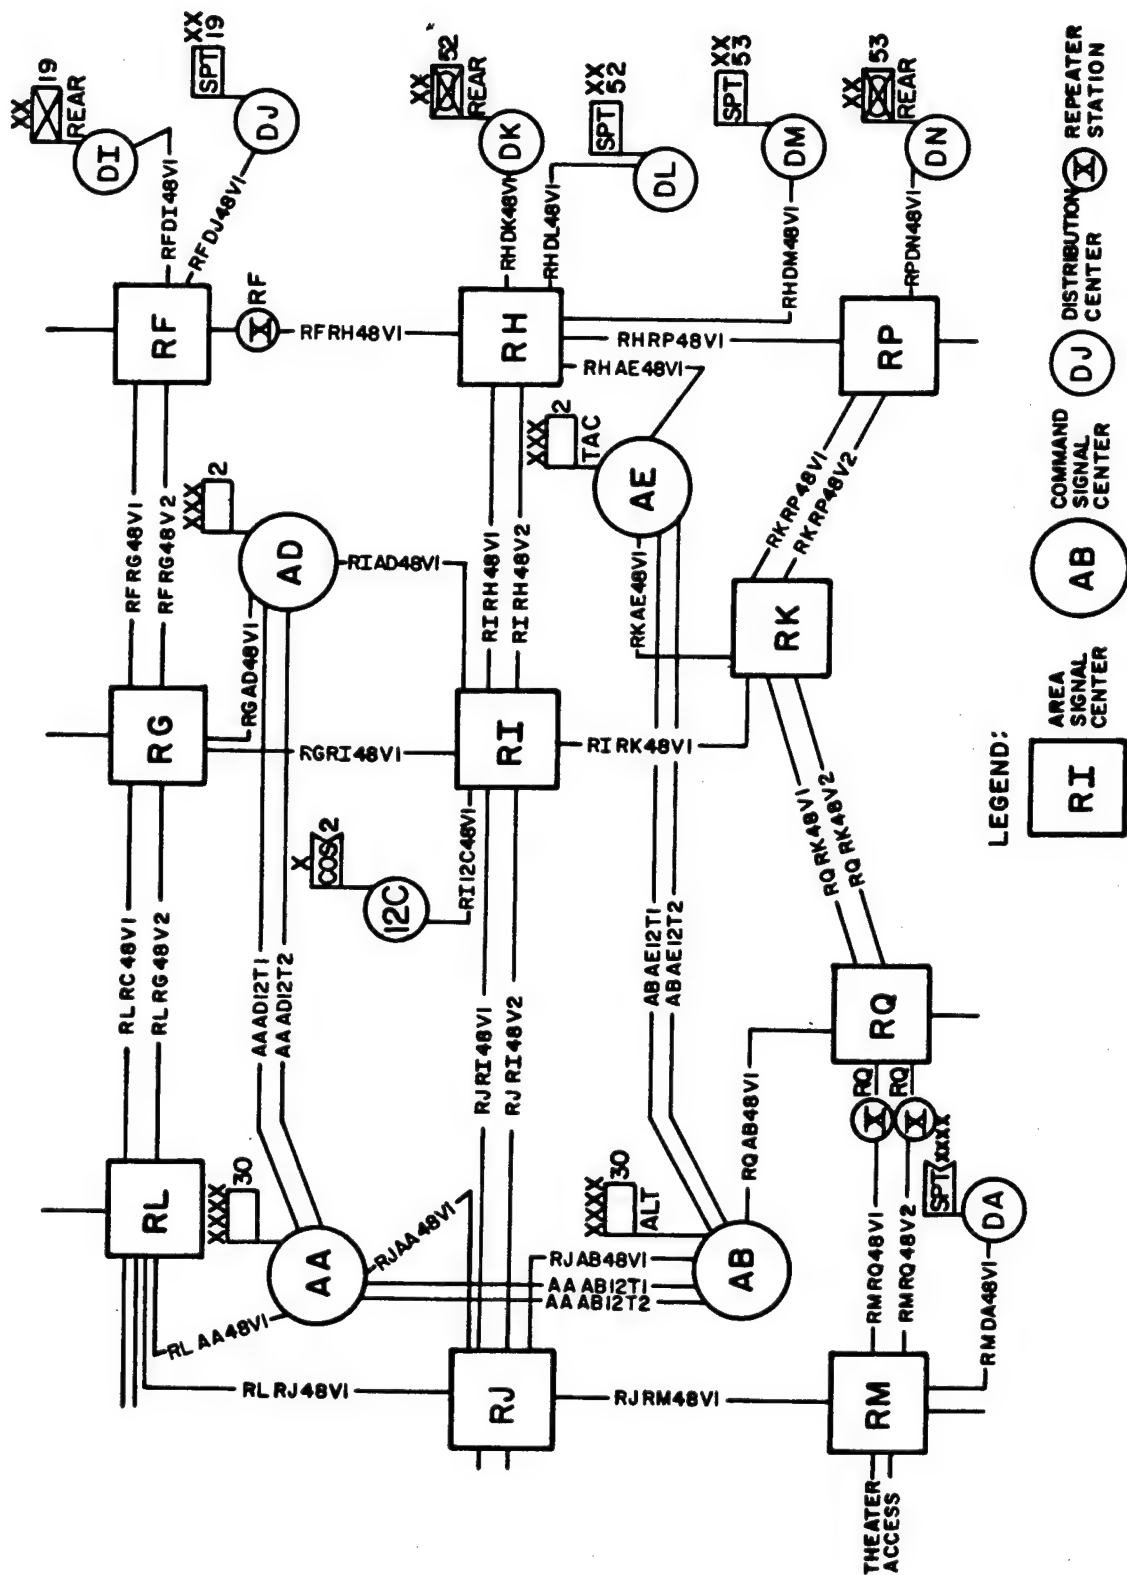 THEATER
ACCESS
RL
RLAA48V1
RLRJ48V1
RLRC48V1
RLRG48V2
XXXX
30
AA
RJAA48V1
AAAD12T1
AAAD12T2
AAAB12T1
AAAB12T2
RJAB48V1
RJ
RJRI48V1
RJRI48V2
RJRM48V1
XXXX
30
ALT
AB
RQAB48V1
ABAE12T1
ABAE12T2
RM
RMRQ48V1
RMRQ48V2
RMDA48V1
X
RQ
X
RQ
SPT
XXXX
DA
RQ
RQRK48V1
RQRK48V2
RG
RGAD48V1
RGRI48V1
RFRG48V1
RFRG48V2
XXX
2
AD
RIAD48V1
X
COS
2
12C
RI12C48V1
RI
RIRH48V1
RIRH48V2
RIRK48V1
RKAE48V1
RK
RKRP48V1
RKRP48V2
XXX
2
TAC
AE
RHAE48V1
RF
X
RF
RFDI48V1
RFDJ48V1
RFRH48V1
XX
19
REAR
DI
XX
SPT
19
DJ
RH
RHDK48V1
RHDL48V1
RHDM48V1
RHRP48V1
XX
52
REAR
DK
XX
SPT
52
DL
XX
SPT
53
DM
RP
RPDN48V1
XX
53
REAR
DN
LEGEND:
RI
AREA
SIGNAL
CENTER
AB
COMMAND
SIGNAL
CENTER
DJ
DISTRIBUTION
CENTER
X
REPEATER
STATION